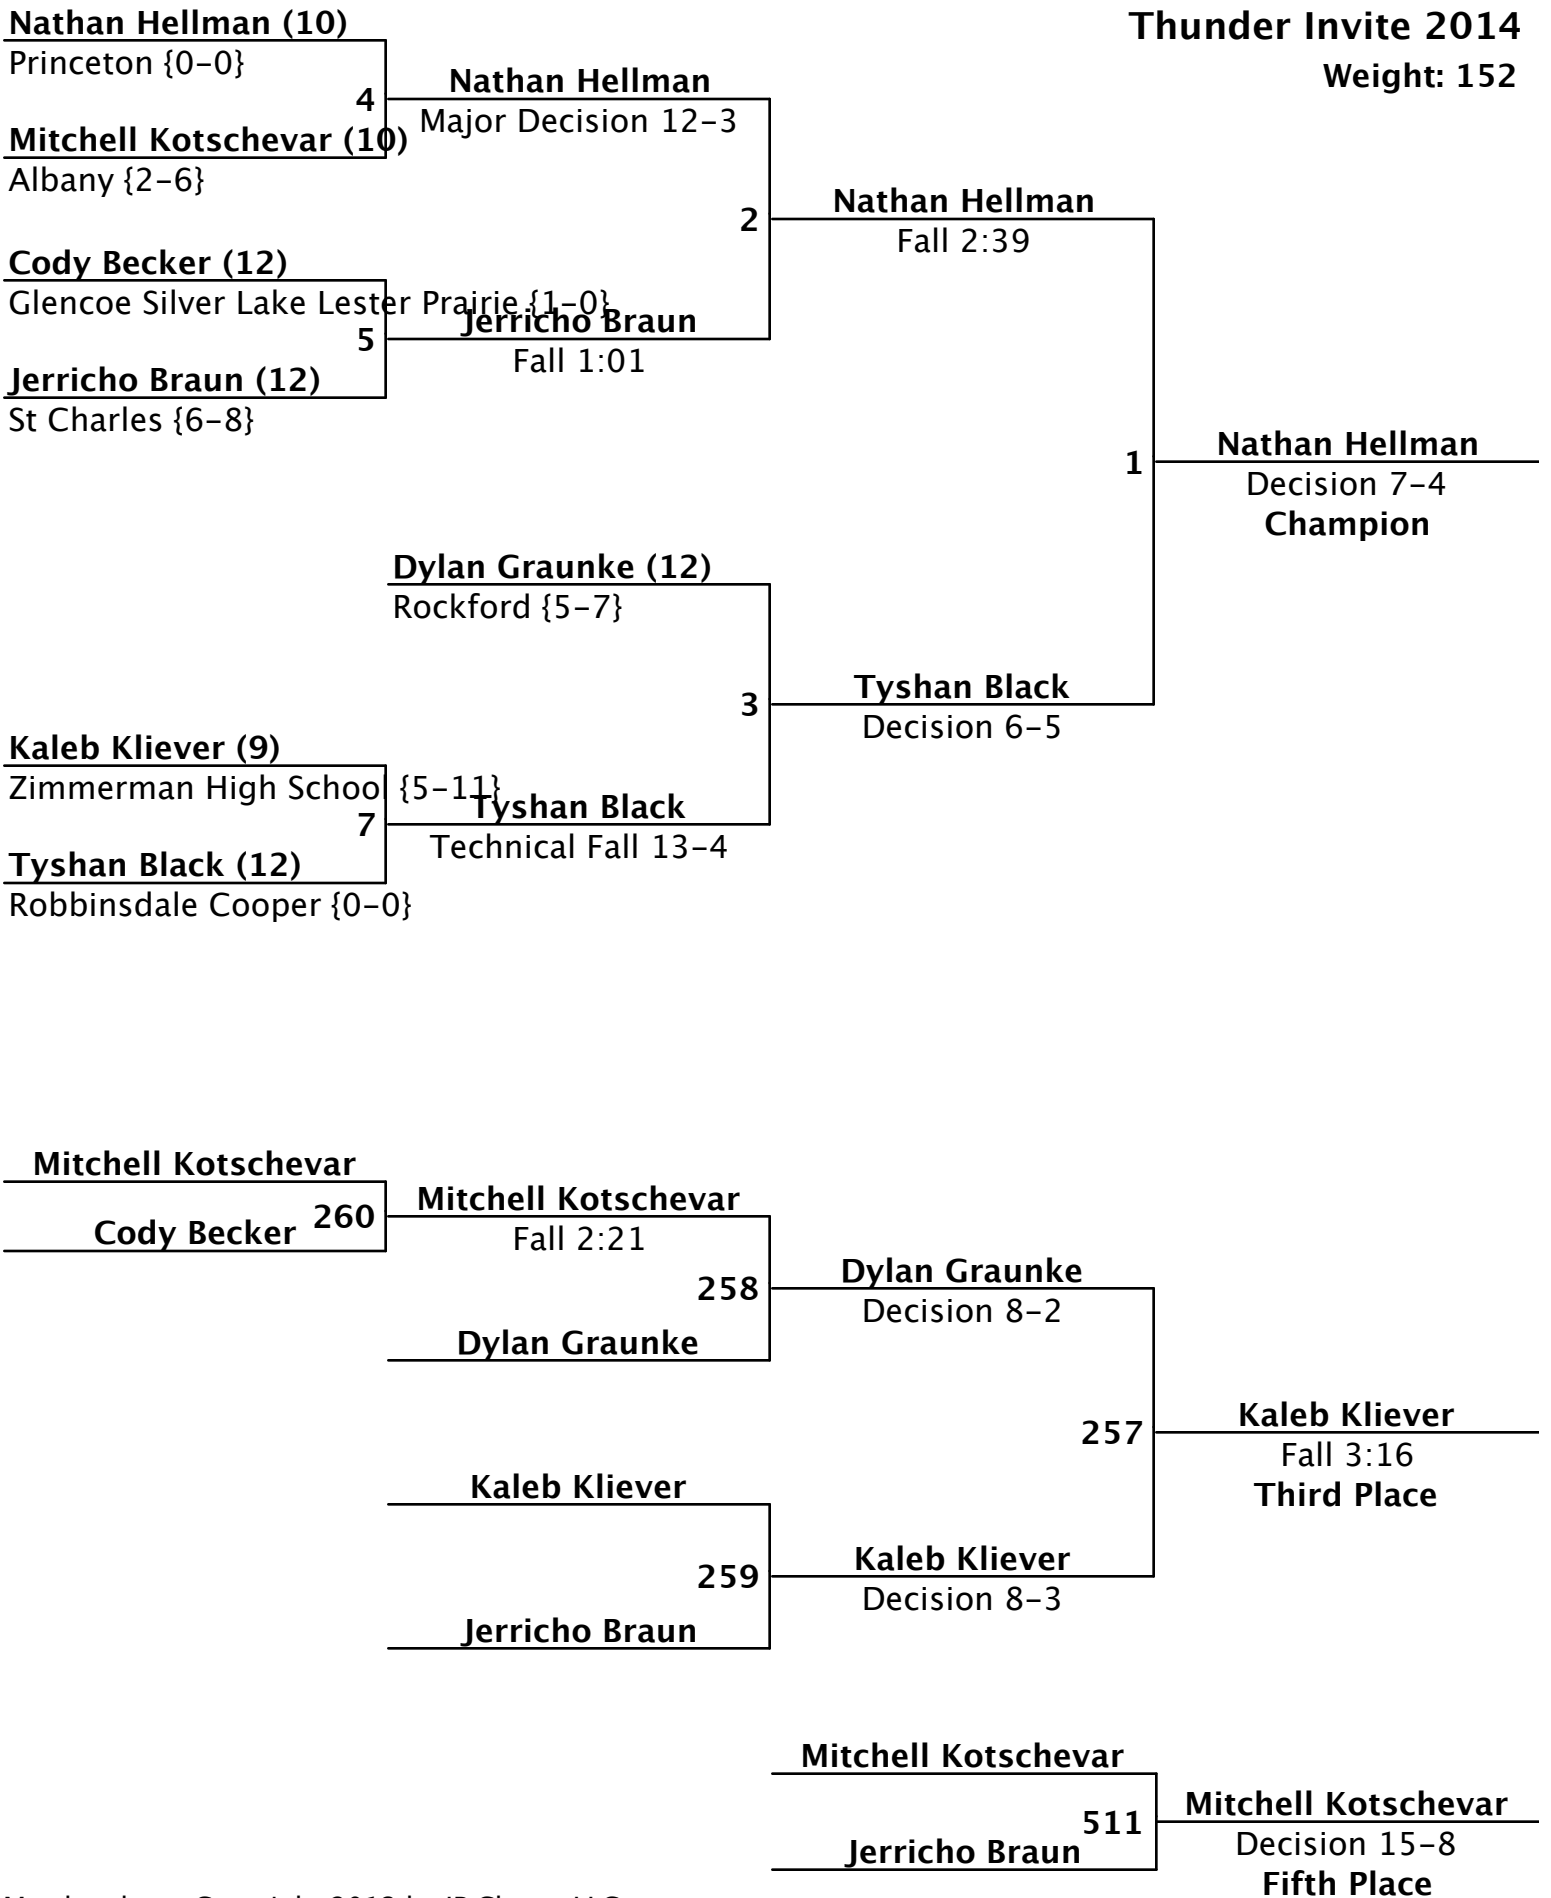 Thunder Invite 2014
Weight: 152
Nathan Hellman (10)
Princeton {0-0}
4
Mitchell Kotschevar (10)
Albany {2-6}
Nathan Hellman
Major Decision 12-3
2
Cody Becker (12)
Glencoe Silver Lake Lester Prairie {1-0}
5
Jerricho Braun (12)
St Charles {6-8}
Jerricho Braun
Fall 1:01
Nathan Hellman
Fall 2:39
1
Nathan Hellman
Decision 7-4
Champion
Dylan Graunke (12)
Rockford {5-7}
3
Tyshan Black
Decision 6-5
Kaleb Kliever (9)
Zimmerman High School {5-11}
7
Tyshan Black (12)
Robbinsdale Cooper {0-0}
Tyshan Black
Technical Fall 13-4
Mitchell Kotschevar
260
Cody Becker
Mitchell Kotschevar
Fall 2:21
258
Dylan Graunke
Dylan Graunke
Decision 8-2
257
Kaleb Kliever
259
Jerricho Braun
Kaleb Kliever
Decision 8-3
Kaleb Kliever
Fall 3:16
Third Place
Mitchell Kotschevar
511
Jerricho Braun
Mitchell Kotschevar
Decision 15-8
Fifth Place